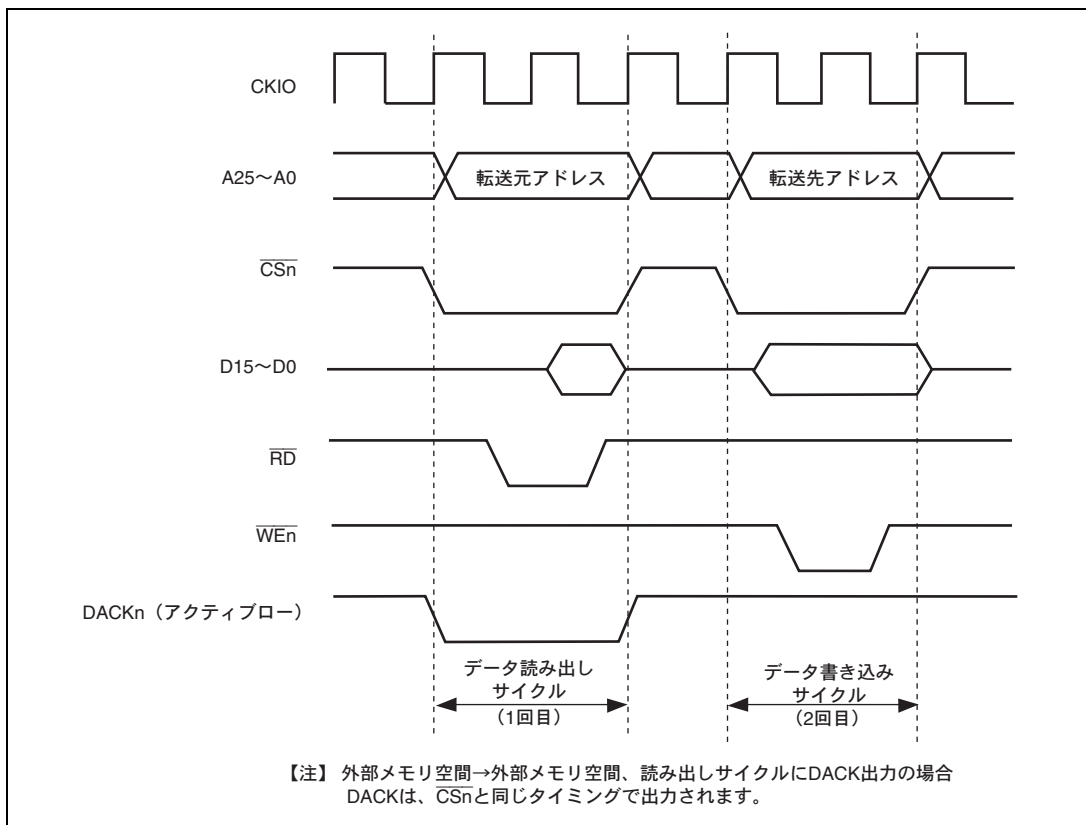 CKIO
A25～A0
転送元アドレス
転送先アドレス
CSn
D15～D0
RD
WEn
DACKn（アクティブロー）
データ読み出し
サイクル
（1回目）
データ書き込み
サイクル
（2回目）
【注】 外部メモリ空間→外部メモリ空間、読み出しサイクルにDACK出力の場合
DACKは、CSnと同じタイミングで出力されます。